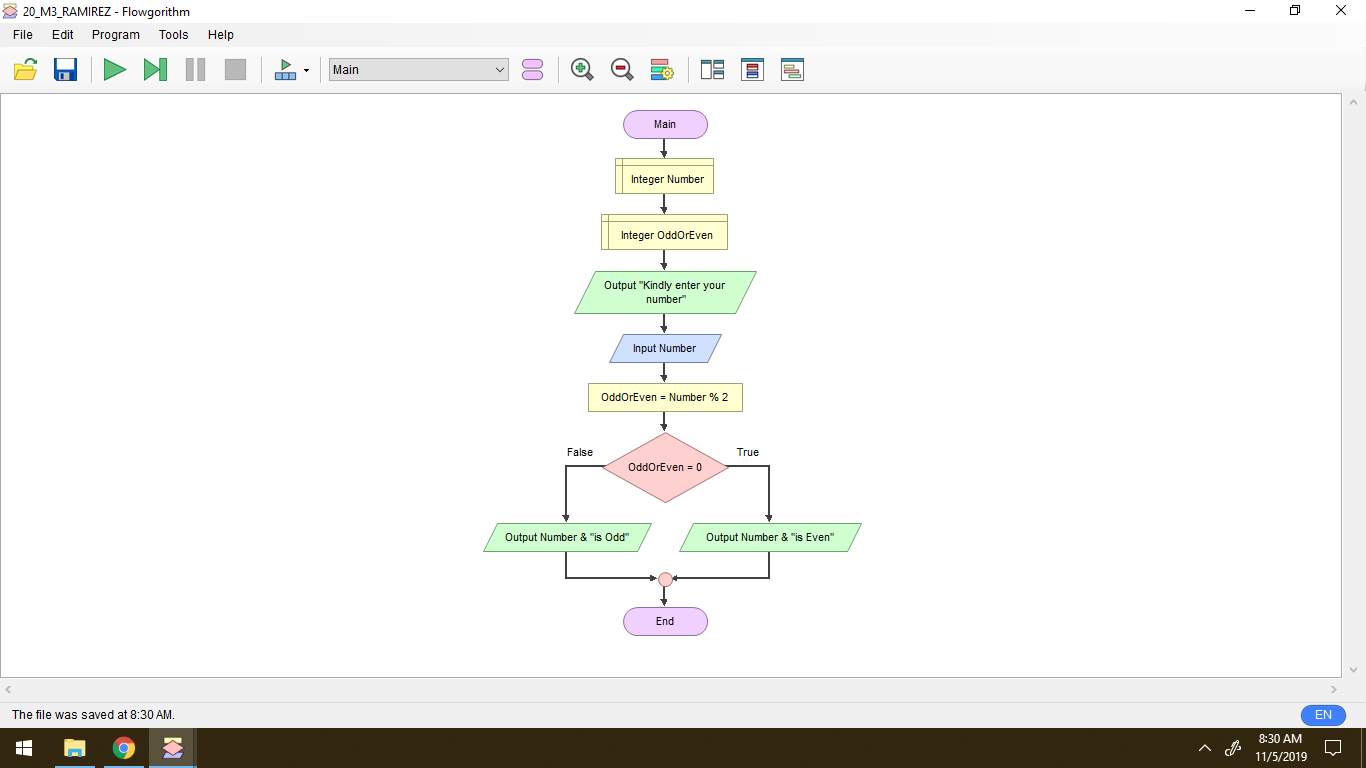 20_M3_RAMIREZ - Flowgorithm
File Edit Program Tools Help
Main
Main
Integer Number
Integer OddOrEven
Output "Kindly enter your
number"
Input Number
OddOrEven = Number % 2
False
True
OddOrEven = 0
Output Number & "is Odd"
Output Number & "is Even"
End
The file was saved at 8:30 AM.
EN
8:30 AM
11/5/2019